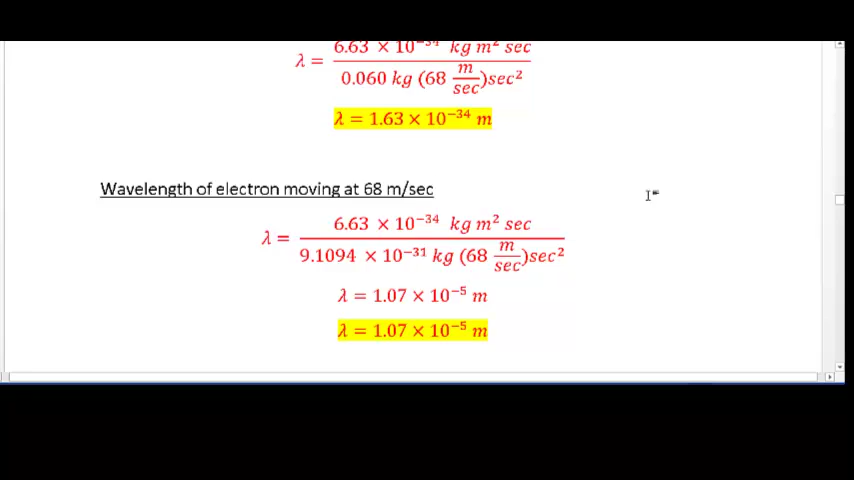 λ = 6.63 × 10⁻³⁴ kg m² sec / 0.060 kg (68 m/sec)sec²
λ = 1.63 × 10⁻³⁴ m
Wavelength of electron moving at 68 m/sec
λ = 6.63 × 10⁻³⁴ kg m² sec / 9.1094 × 10⁻³¹ kg (68 m/sec)sec²
λ = 1.07 × 10⁻⁵ m
λ = 1.07 × 10⁻⁵ m